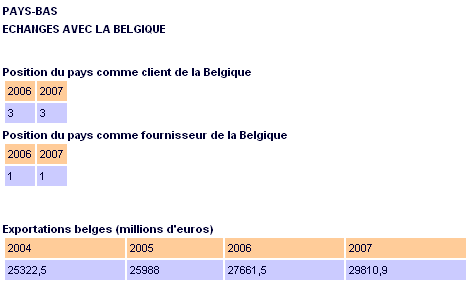 PAYS-BAS
ECHANGES AVEC LA BELGIQUE
Position du pays comme client de la Belgique
2006 2007
3 3
Position du pays comme fournisseur de la Belgique
2006 2007
1 1
Exportations belges (millions d'euros)
2004 2005 2006 2007
25322,5 25988 27661,5 29810,9